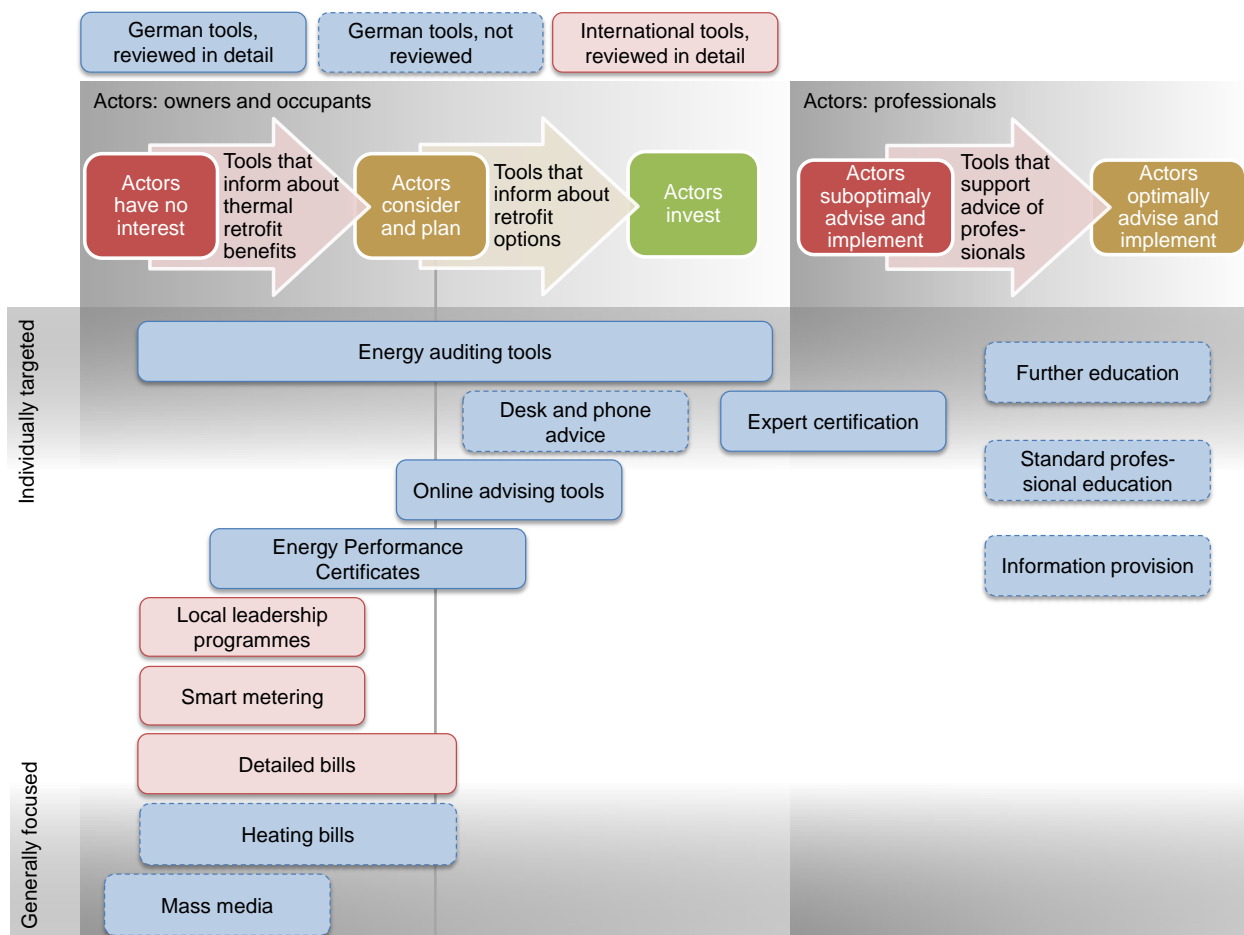 German tools,
reviewed in detail
German tools, not
reviewed
International tools,
reviewed in detail
Actors: owners and occupants
Actors: professionals
Actors
have no
interest
Tools that
inform about
thermal
retrofit
benefits
Actors
consider
and plan
Tools that
inform about
retrofit
options
Actors
invest
Actors
suboptimaly
advise and
implement
Tools that
support
advice of
profes-
sionals
Actors
optimally
advise and
implement
Individually targeted
Energy auditing tools
Further education
Desk and phone
advice
Expert certification
Standard profes-
sional education
Online advising tools
Energy Performance
Certificates
Information provision
Local leadership
programmes
Smart metering
Detailed bills
Generally focused
Heating bills
Mass media